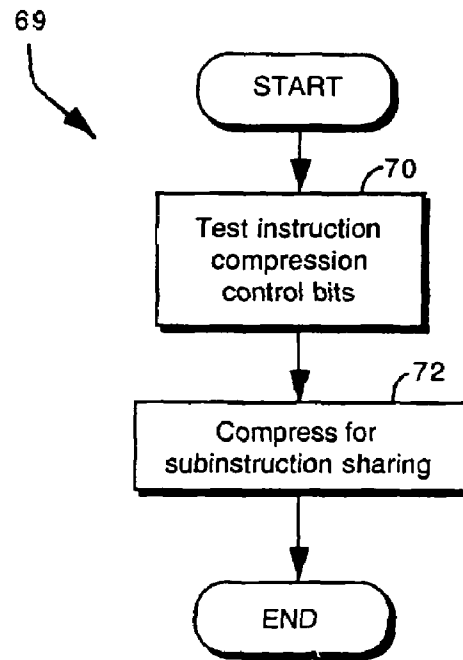 69
START
70
Test instruction
compression
control bits
72
Compress for
subinstruction sharing
END